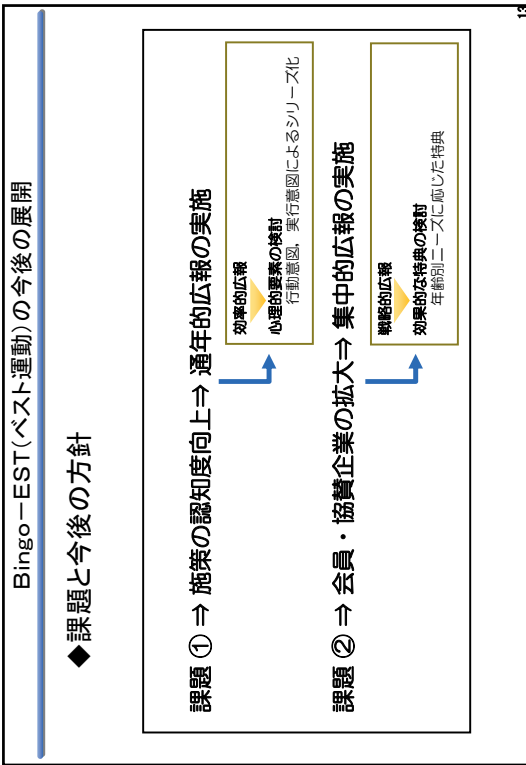 Bingo－EST(ベスト運動)の今後の展開
◆課題と今後の方針
課題 ① ⇒ 施策の認知度向上⇒ 通年的広報の実施
効率的広報
心理的要素の検討
行動意図，実行意図によるシリーズ化
課題 ② ⇒ 会員・協賛企業の拡大⇒ 集中的広報の実施
戦略的広報
効果的な特典の検討
年齢別ニーズに応じた特典